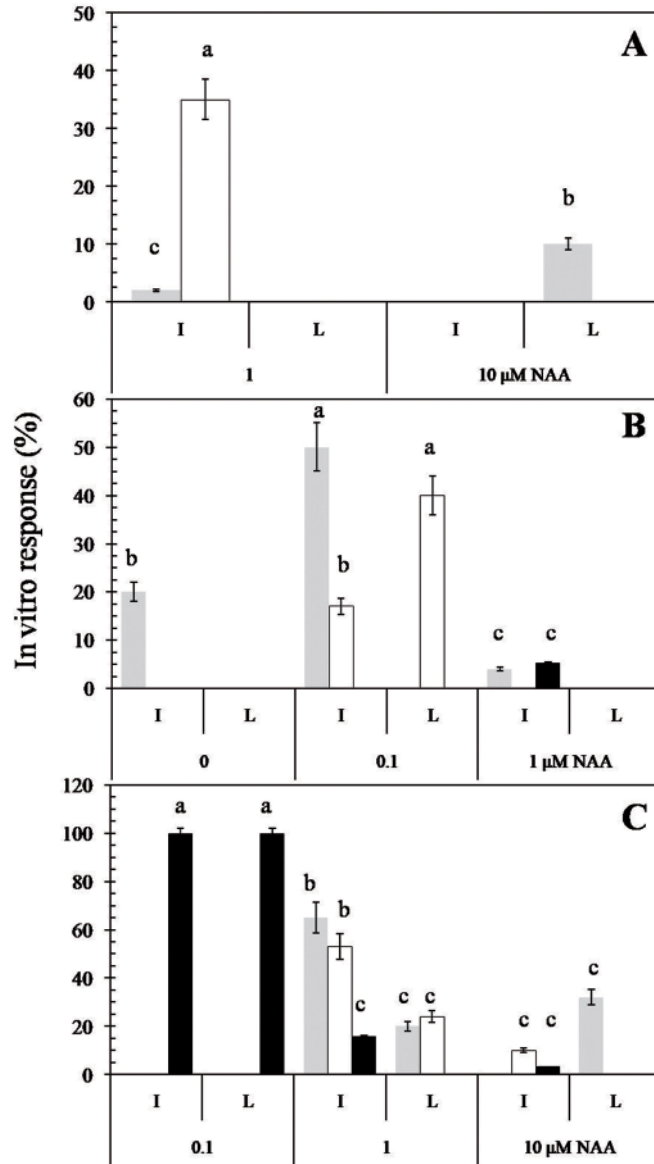 In vitro response (%)
50
A
a
40
30
20
c
b
10
0
I L I L
1 10 µM NAA
60
a
B
50
a
40
30
b
b
20
10
c c
0
I L I L I L
0 0.1 1 µM NAA
120
a a
C
100
80
b
b
60
40
c
c c c
20
c c
0
I L I L I L
0.1 1 10 µM NAA